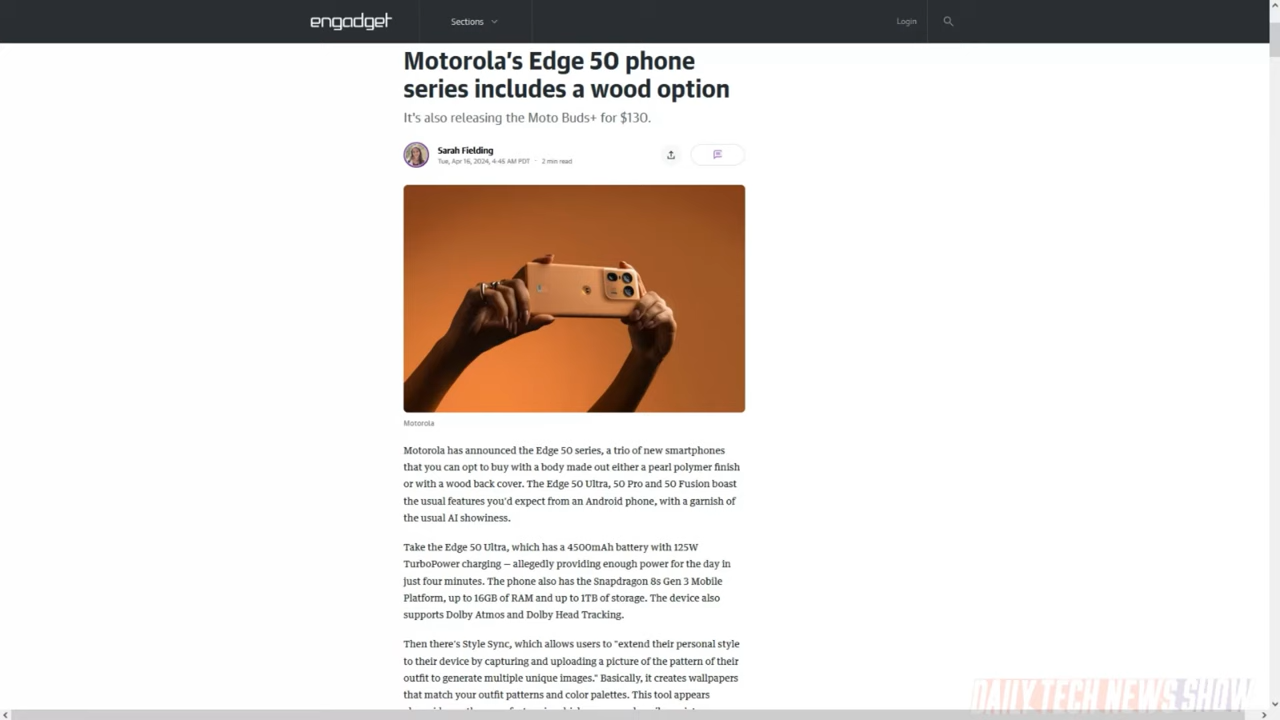 engadget
Sections
Login
Motorola's Edge 50 phone
series includes a wood option
It's also releasing the Moto Buds+ for $130.
Sarah Fielding
Tue, Apr 16, 2024, 4:46 AM PDT · 2 min read
Motorola
Motorola has announced the Edge 50 series, a trio of new smartphones
that you can opt to buy with a body made out either a pearl polymer finish
or with a wood back cover. The Edge 50 Ultra, 50 Pro and 50 Fusion boast
the usual features you'd expect from an Android phone, with a garnish of
the usual AI showiness.
Take the Edge 50 Ultra, which has a 4500mAh battery with 125W
TurboPower charging — allegedly providing enough power for the day in
just four minutes. The phone also has the Snapdragon 8s Gen 3 Mobile
Platform, up to 16GB of RAM and up to 1TB of storage. The device also
supports Dolby Atmos and Dolby Head Tracking.
Then there's Style Sync, which allows users to "extend their personal style
to their device by capturing and uploading a picture of the pattern of their
outfit to generate multiple unique images." Basically, it creates wallpapers
that match your outfit patterns and color palettes. This tool appears
DAILY TECH NEWS SHOW